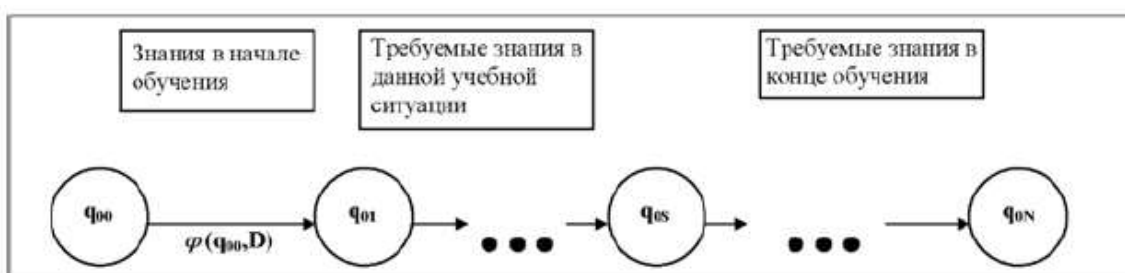 Знания в начале
обучения
Требуемые знания в
данной учебной
ситуации
Требуемые знания в
конце обучения
q00
φ(q00,D)
q01
q0S
q0N